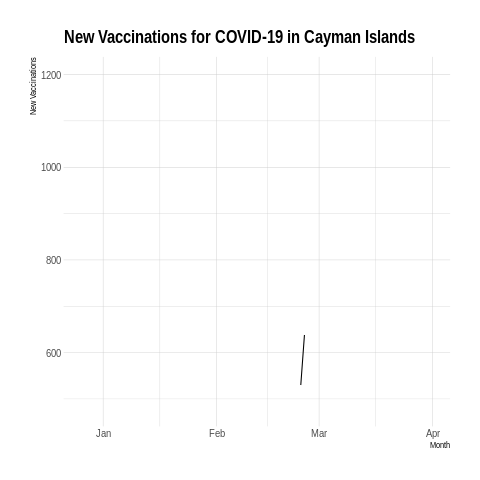 New Vaccinations for COVID-19 in Cayman Islands
New Vaccinations
1200
1000
800
600
Jan Feb Mar Apr
Month